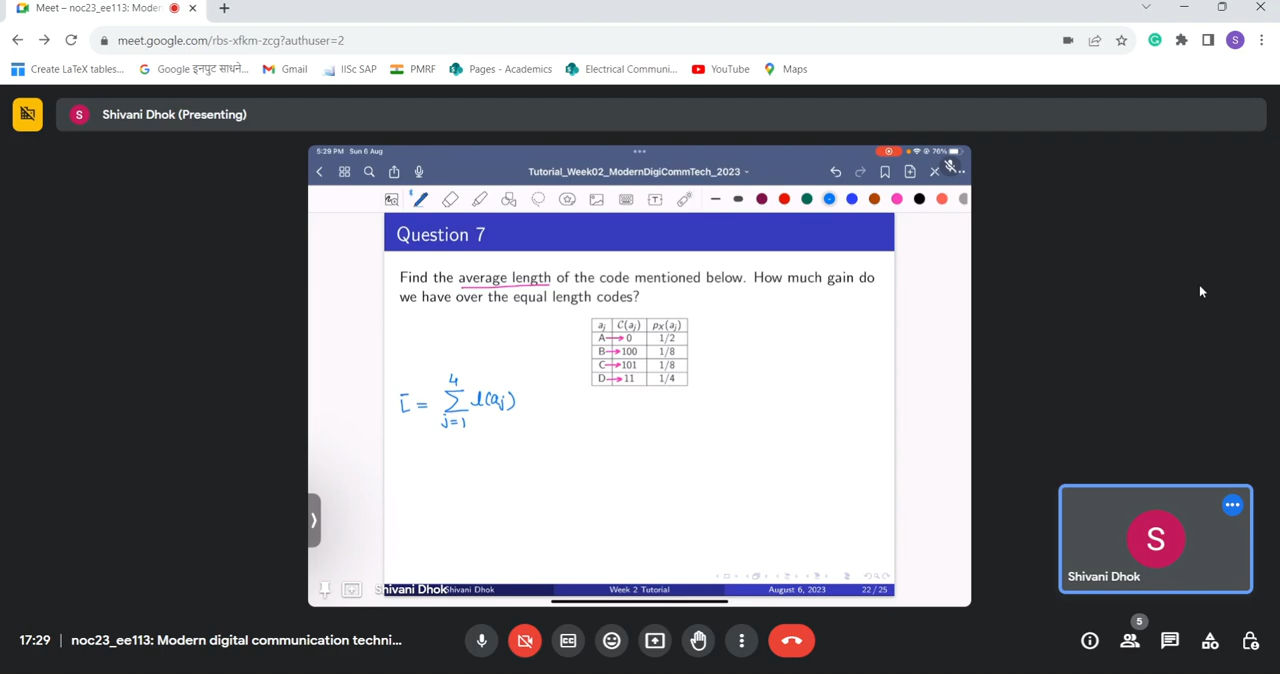 Meet – noc23_ee113: Moder
meet.google.com/rbs-xfkm-zcg?authuser=2
S
Create LaTeX tables... Google इनपुट साधने... Gmail IISc SAP PMRF Pages - Academics Electrical Communi... YouTube Maps
S Shivani Dhok (Presenting)
5:29 PM Sun 6 Aug 76%
Tutorial_Week02_ModernDigiCommTech_2023
Question 7
Find the average length of the code mentioned below. How much gain do
we have over the equal length codes?
aj C(aj) pX(aj)
A→0 1/2
B→100 1/8
C→101 1/8
D→11 1/4
L̄ = ∑ j=1 4 l(aj)
Shivani Dhok Shivani Dhok Week 2 Tutorial August 6, 2023 22 / 25
S
Shivani Dhok
17:29 | noc23_ee113: Modern digital communication techni...
5